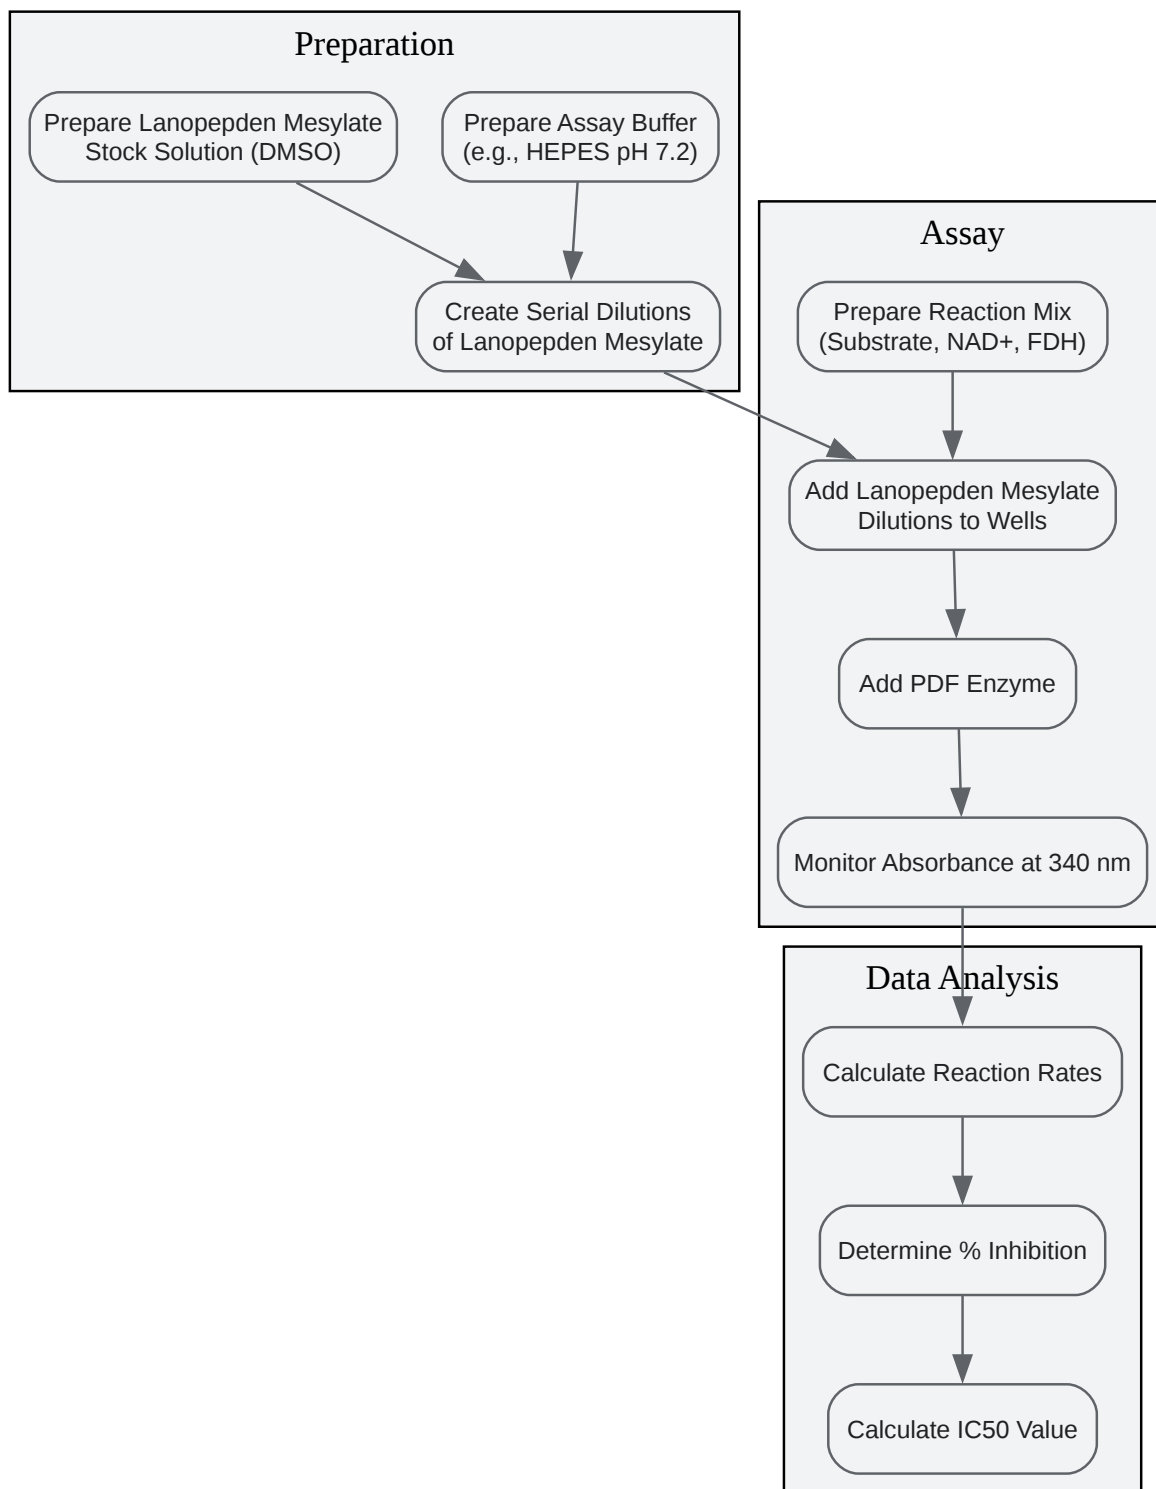 Preparation
Prepare Lanopepden Mesylate
Stock Solution (DMSO)
Prepare Assay Buffer
(e.g., HEPES pH 7.2)
Create Serial Dilutions
of Lanopepden Mesylate
Assay
Prepare Reaction Mix
(Substrate, NAD+, FDH)
Add Lanopepden Mesylate
Dilutions to Wells
Add PDF Enzyme
Monitor Absorbance at 340 nm
Data Analysis
Calculate Reaction Rates
Determine % Inhibition
Calculate IC50 Value